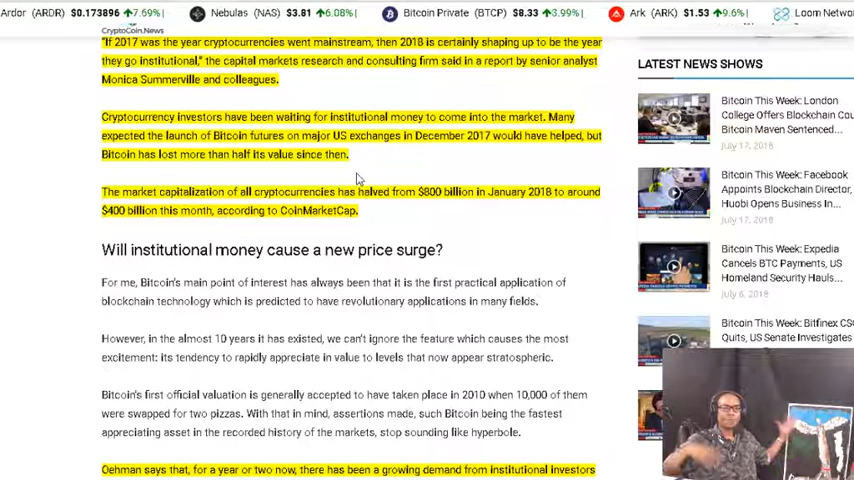 Ardor (ARDR) $0.173896 7.69%| Nebulas (NAS) $3.81 6.08%| Bitcoin Private (BTCP) $8.33 3.99%| Ark (ARK) $1.53 9.6%| Loom Networ
CryptoCoin.News
"If 2017 was the year cryptocurrencies went mainstream, then 2018 is certainly shaping up to be the year
they go institutional," the capital markets research and consulting firm said in a report by senior analyst
Monica Summerville and colleagues.
Cryptocurrency investors have been waiting for institutional money to come into the market. Many
expected the launch of Bitcoin futures on major US exchanges in December 2017 would have helped, but
Bitcoin has lost more than half its value since then.
The market capitalization of all cryptocurrencies has halved from $800 billion in January 2018 to around
$400 billion this month, according to CoinMarketCap.
Will institutional money cause a new price surge?
For me, Bitcoin's main point of interest has always been that it is the first practical application of
blockchain technology which is predicted to have revolutionary applications in many fields.
However, in the almost 10 years it has existed, we can't ignore the feature which causes the most
excitement: its tendency to rapidly appreciate in value to levels that now appear stratospheric.
Bitcoin's first official valuation is generally accepted to have taken place in 2010 when 10,000 of them
were swapped for two pizzas. With that in mind, assertions made, such Bitcoin being the fastest
appreciating asset in the recorded history of the markets, stop sounding like hyperbole.
Oehman says that, for a year or two now, there has been a growing demand from institutional investors
LATEST NEWS SHOWS
Bitcoin This Week: London
College Offers Blockchain Cou
Bitcoin Maven Sentenced...
July 17, 2018
Bitcoin This Week: Facebook
Appoints Blockchain Director,
Huobi Opens Business In...
July 17, 2018
Bitcoin This Week: Expedia
Cancels BTC Payments, US
Homeland Security Hauls...
July 6, 2018
Bitcoin This Week: Bitfinex CSO
Quits, US Senate Investigates